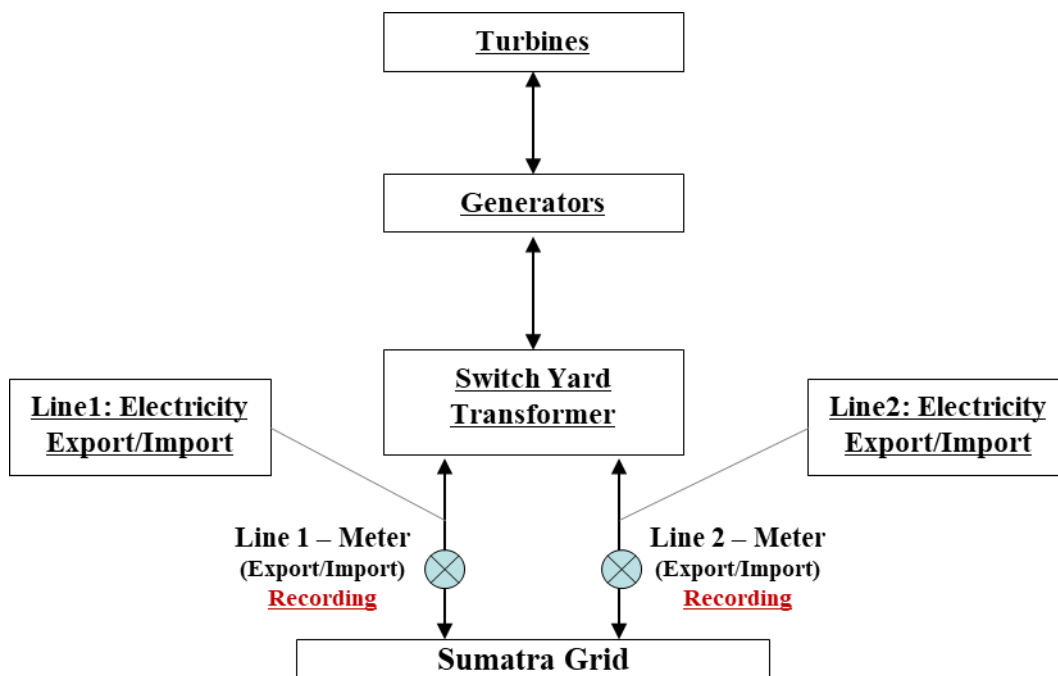 Turbines
Generators
Switch Yard
Transformer
Line1: Electricity
Export/Import
Line2: Electricity
Export/Import
Line 1 – Meter
(Export/Import)
Recording
Line 2 – Meter
(Export/Import)
Recording
Sumatra Grid